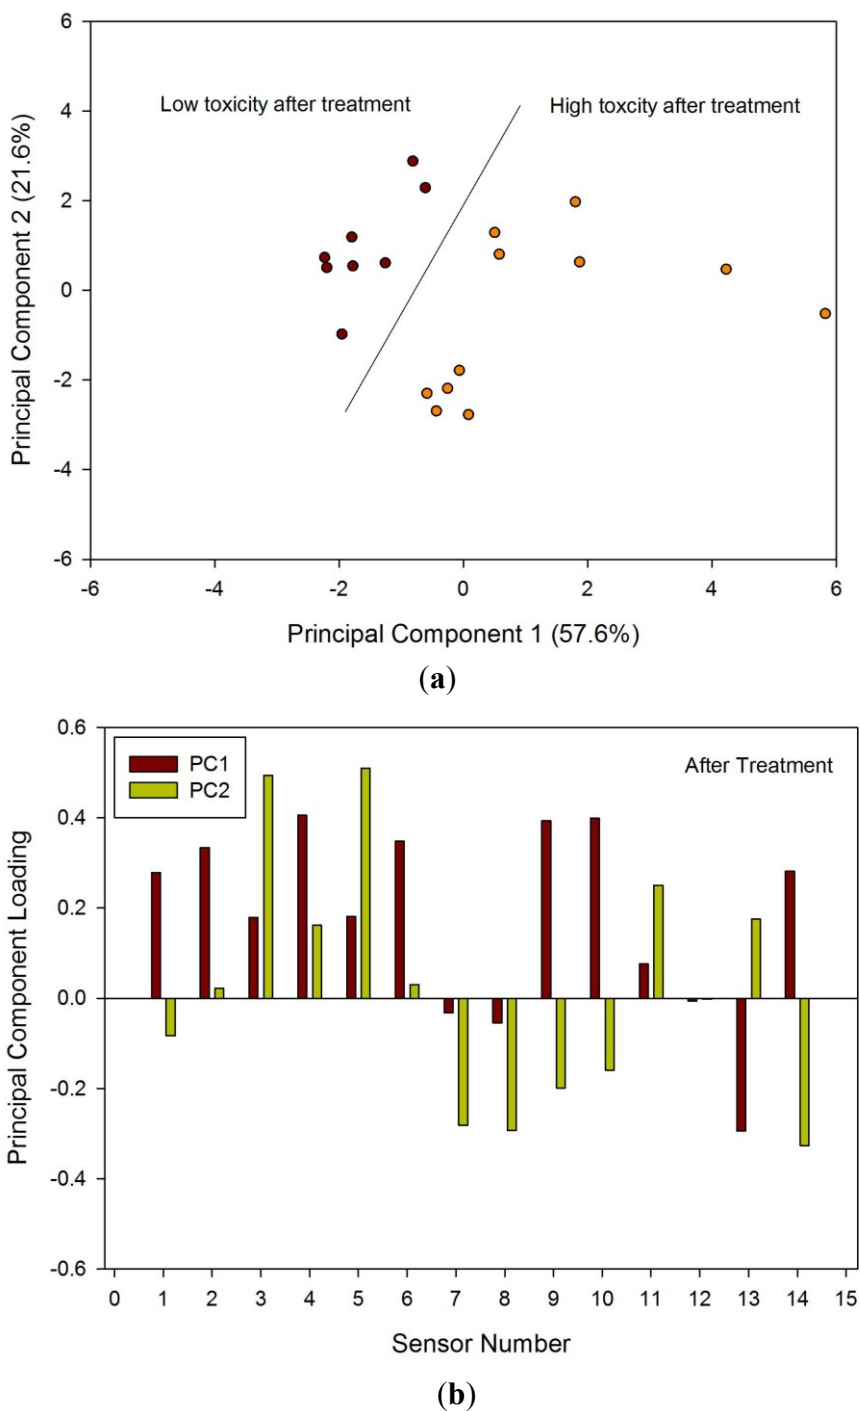 6
4
2
0
-2
-4
-6
Principal Component 2 (21.6%)
Low toxicity after treatment
High toxcity after treatment
-6 -4 -2 0 2 4 6
Principal Component 1 (57.6%)
(a)
0.6
0.4
0.2
0.0
-0.2
-0.4
-0.6
Principal Component Loading
PC1
PC2
After Treatment
0 1 2 3 4 5 6 7 8 9 10 11 12 13 14 15
Sensor Number
(b)